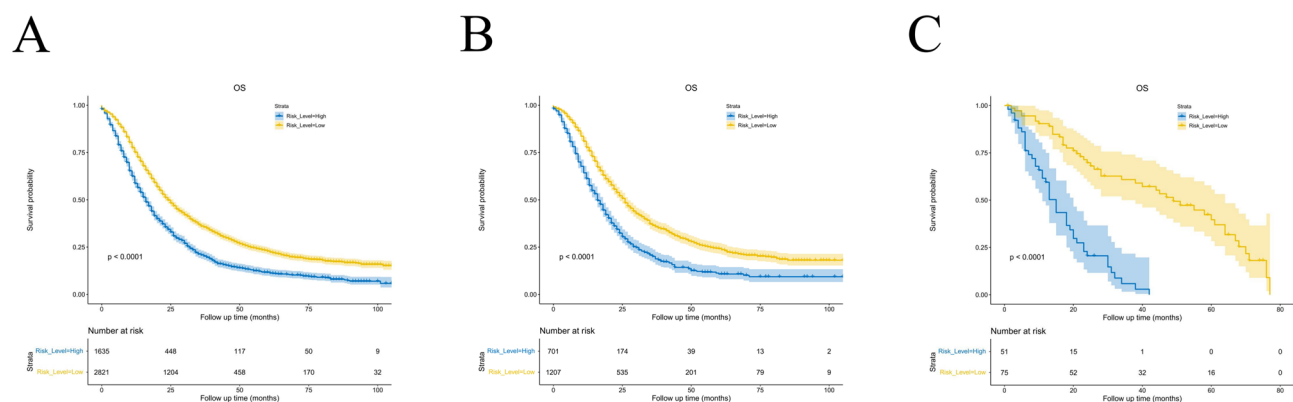 A
OS
Strata
Risk_Level=High
Risk_Level=Low
Survival probability
1.00
0.75
0.50
0.25
0.00
p < 0.0001
0 25 50 75 100
Follow up time (months)
Number at risk
Strata
Risk_Level=High 1635 448 117 50 9
Risk_Level=Low 2821 1204 458 170 32
0 25 50 75 100
Follow up time (months)
B
OS
Strata
Risk_Level=High
Risk_Level=Low
Survival probability
1.00
0.75
0.50
0.25
0.00
p < 0.0001
0 25 50 75 100
Follow up time (months)
Number at risk
Strata
Risk_Level=High 701 174 39 13 2
Risk_Level=Low 1207 535 201 79 9
0 25 50 75 100
Follow up time (months)
C
OS
Strata
Risk_Level=High
Risk_Level=Low
Survival probability
1.00
0.75
0.50
0.25
0.00
p < 0.0001
0 20 40 60 80
Follow up time (months)
Number at risk
Strata
Risk_Level=High 51 15 1 0 0
Risk_Level=Low 75 52 32 16 0
0 20 40 60 80
Follow up time (months)